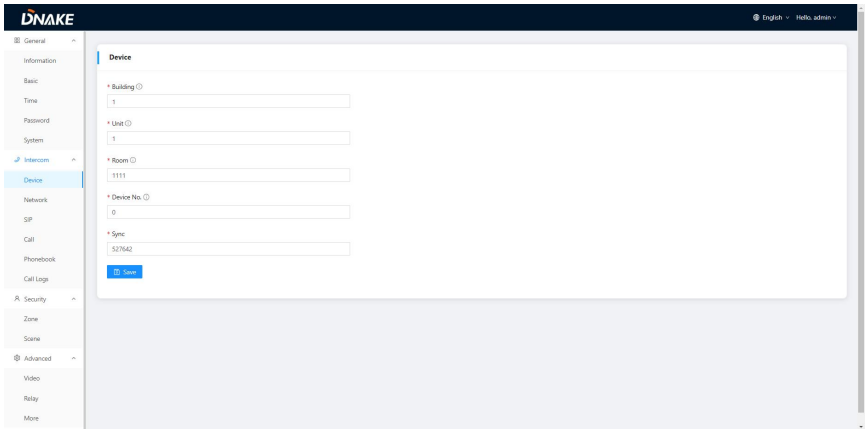 DNAKE
English
Hello, admin
General
Information
Basic
Time
Password
System
Intercom
Device
Network
SIP
Call
Phonebook
Call Logs
Security
Zone
Scene
Advanced
Video
Relay
More
Device
* Building
1
* Unit
1
* Room
1111
* Device No.
0
* Sync
527642
Save